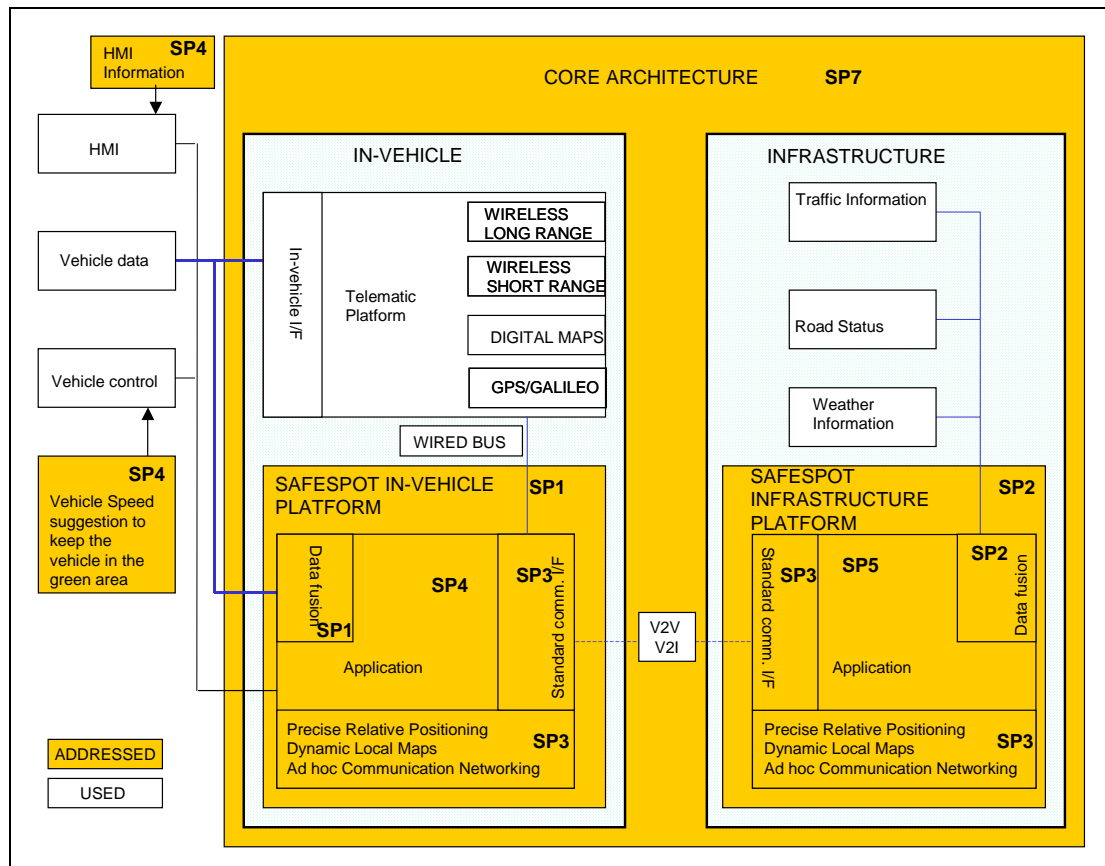 HMI SP4
Information
CORE ARCHITECTURE SP7
HMI
IN-VEHICLE
INFRASTRUCTURE
WIRELESS
LONG RANGE
Traffic Information
Vehicle data
In-vehicle I/F
Telematic
Platform
WIRELESS
SHORT RANGE
DIGITAL MAPS
Road Status
Vehicle control
GPS/GALILEO
Weather
Information
WIRED BUS
SP4
Vehicle Speed
suggestion to
keep the
vehicle in the
green area
SAFESPOT IN-VEHICLE
PLATFORM
SP1
SAFESPOT
INFRASTRUCTURE
PLATFORM
SP2
Data fusion
SP1
SP4
SP3
Standard comm. I/F
Application
V2V
V2I
Standard comm. I/F
SP3
SP5
SP2
Data fusion
Application
Precise Relative Positioning
Dynamic Local Maps
Ad hoc Communication Networking
SP3
Precise Relative Positioning
Dynamic Local Maps
Ad hoc Communication Networking
SP3
ADDRESSED
USED